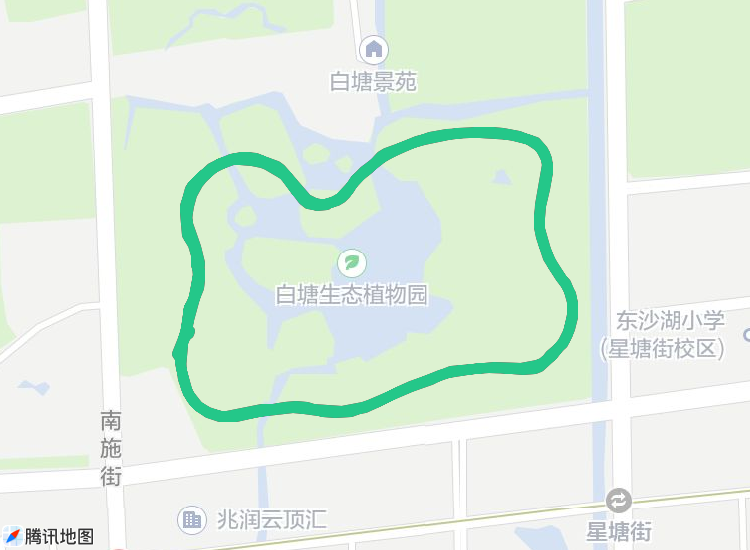 白塘景苑
白塘生态植物园
东沙湖小学
(星塘街校区)
南施街
兆润云顶汇
星塘街
腾讯地图